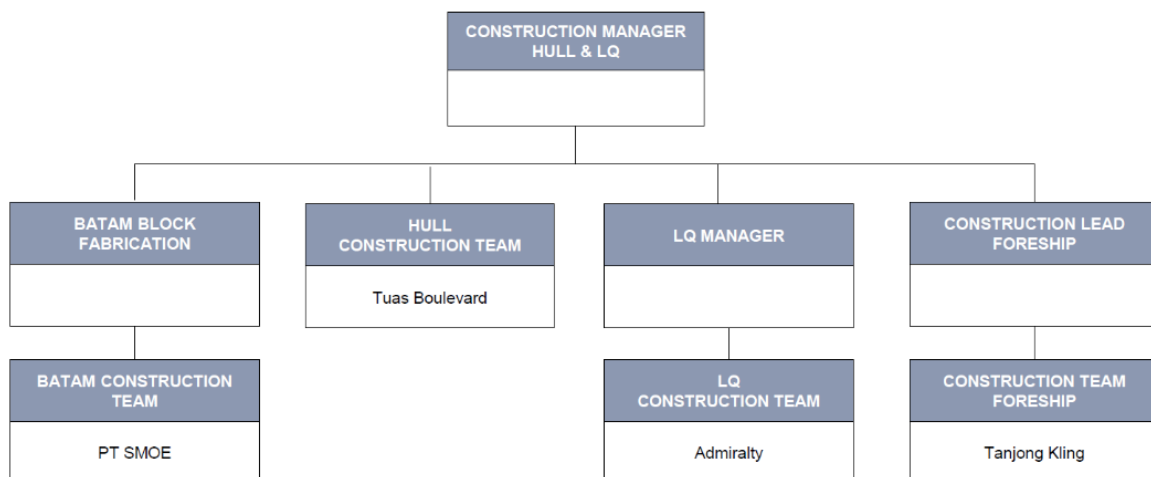 CONSTRUCTION MANAGER
HULL & LQ
BATAM BLOCK
FABRICATION
HULL
CONSTRUCTION TEAM
Tuas Boulevard
LQ MANAGER
CONSTRUCTION LEAD
FORESHIP
BATAM CONSTRUCTION
TEAM
PT SMOE
LQ
CONSTRUCTION TEAM
Admiralty
CONSTRUCTION TEAM
FORESHIP
Tanjong Kling